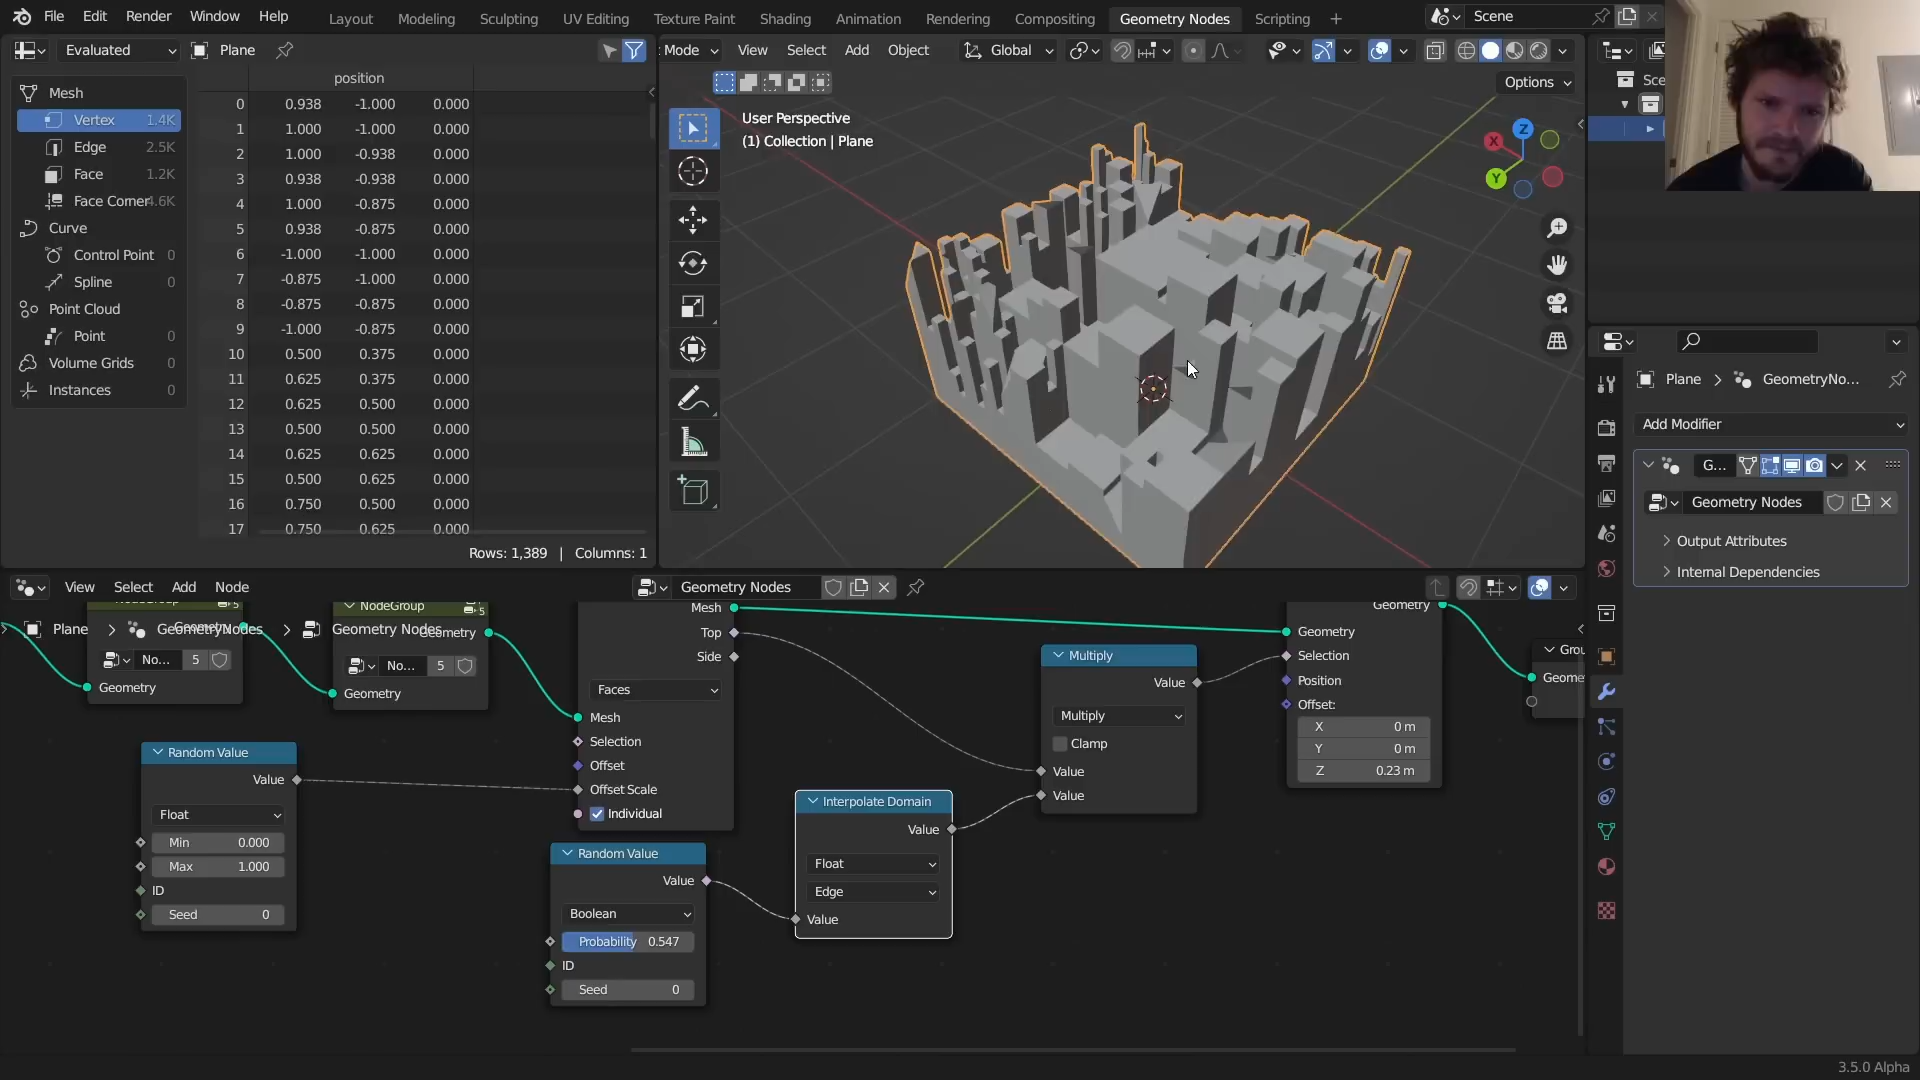 File Edit Render Window Help
Layout Modeling Sculpting UV Editing Texture Paint Shading Animation Rendering Compositing Geometry Nodes Scripting +
Scene
Evaluated
Plane
position
Mesh
Vertex 1.4K
Edge 2.5K
Face 1.2K
Face Corner 4.6K
Curve
Control Point 0
Spline 0
Point Cloud
Point 0
Volume Grids 0
Instances 0
0 0.938 -1.000 0.000
1 1.000 -1.000 0.000
2 1.000 -0.938 0.000
3 0.938 -0.938 0.000
4 1.000 -0.875 0.000
5 0.938 -0.875 0.000
6 -1.000 -1.000 0.000
7 -0.875 -1.000 0.000
8 -0.875 -0.875 0.000
9 -1.000 -0.875 0.000
10 0.500 0.375 0.000
11 0.625 0.375 0.000
12 0.625 0.500 0.000
13 0.500 0.500 0.000
14 0.625 0.625 0.000
15 0.500 0.625 0.000
16 0.750 0.500 0.000
17 0.750 0.625 0.000
Rows: 1,389 | Columns: 1
Mode View Select Add Object
Global
Options
User Perspective
(1) Collection | Plane
Z
X
Y
Sce
Plane > GeometryNo...
Add Modifier
G...
Geometry Nodes
Output Attributes
Internal Dependencies
View Select Add Node
Geometry Nodes
Plane > GeometryNodes > Geometry Nodes
No... 5
Geometry
NodeGroup
Geometry
No... 5
Geometry
Mesh
Top
Side
Faces
Mesh
Selection
Offset
Offset Scale
Individual
Random Value
Value
Float
Min 0.000
Max 1.000
ID
Seed 0
Random Value
Value
Boolean
Probability 0.547
ID
Seed 0
Interpolate Domain
Value
Float
Edge
Value
Multiply
Value
Multiply
Clamp
Value
Value
Geometry
Geometry
Selection
Position
Offset:
X 0 m
Y 0 m
Z 0.23 m
Grou
Geome
3.5.0 Alpha